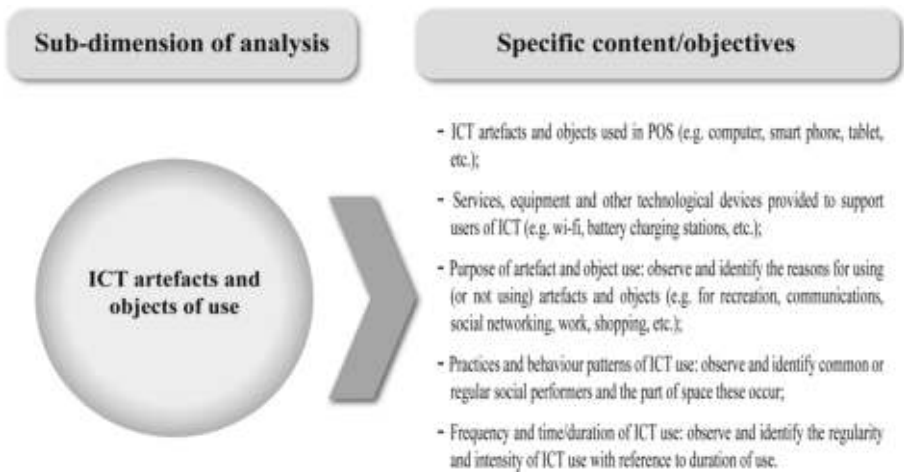 Sub-dimension of analysis
Specific content/objectives
ICT artefacts and
objects of use
- ICT artefacts and objects used in POS (e.g. computer, smart phone, tablet,
etc.);
- Services, equipment and other technological devices provided to support
users of ICT (e.g. wi-fi, battery charging stations, etc.);
- Purpose of artefact and object use: observe and identify the reasons for using
(or not using) artefacts and objects (e.g. for recreation, communications,
social networking, work, shopping, etc.);
- Practices and behaviour patterns of ICT use: observe and identify common or
regular social performers and the part of space these occur;
- Frequency and time/duration of ICT use: observe and identify the regularity
and intensity of ICT use with reference to duration of use.